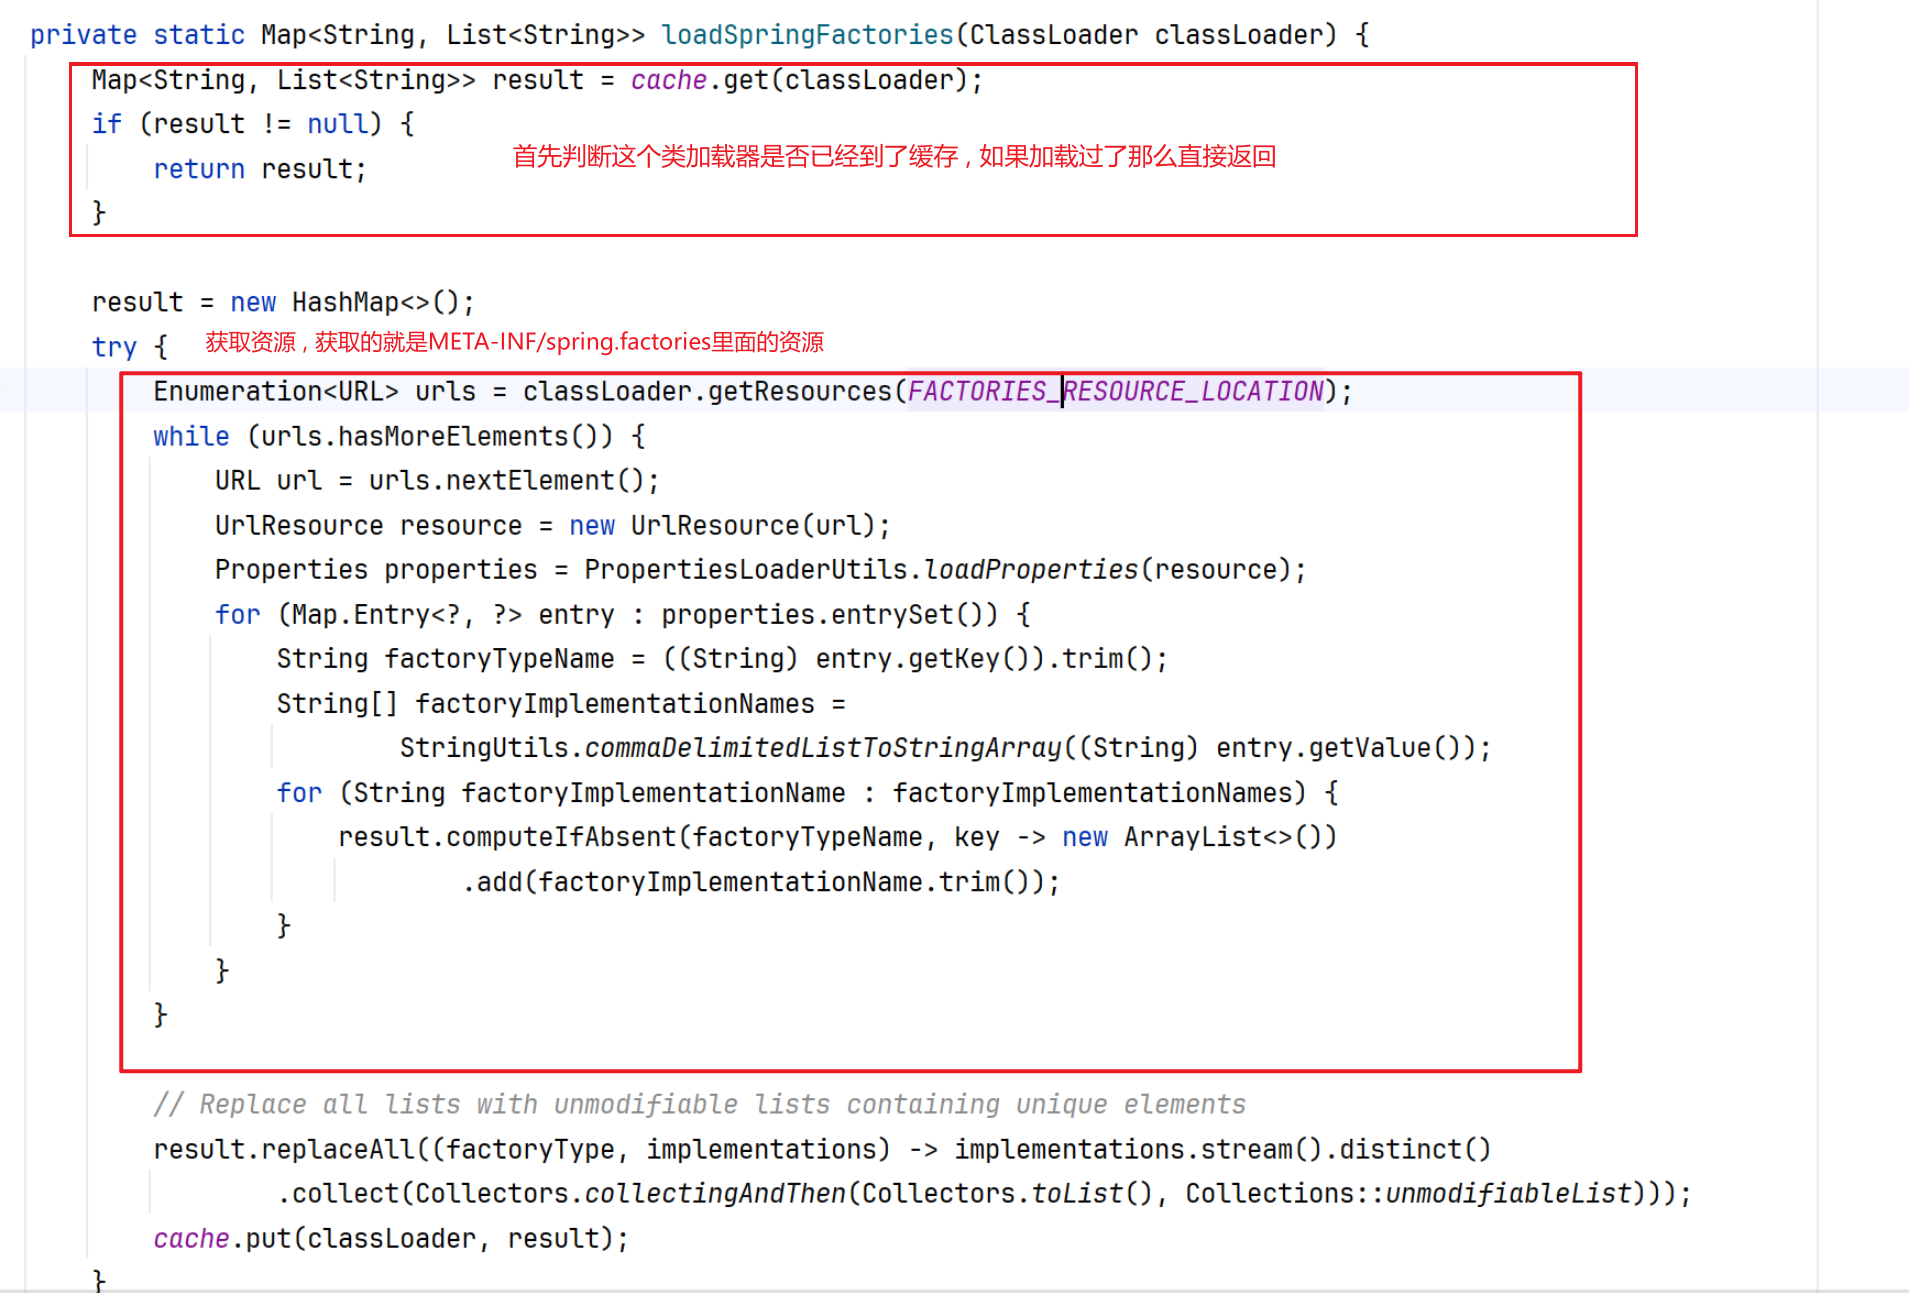 private static Map<String, List<String>> loadSpringFactories(ClassLoader classLoader) {
Map<String, List<String>> result = cache.get(classLoader);
if (result != null) {
首先判断这个类加载器是否已经到了缓存，如果加载过了那么直接返回
return result;
}
result = new HashMap<>();
try {
获取资源，获取的就是META-INF/spring.factories里面的资源
Enumeration<URL> urls = classLoader.getResources(FACTORIES_RESOURCE_LOCATION);
while (urls.hasMoreElements()) {
URL url = urls.nextElement();
UrlResource resource = new UrlResource(url);
Properties properties = PropertiesLoaderUtils.loadProperties(resource);
for (Map.Entry<?, ?> entry : properties.entrySet()) {
String factoryTypeName = ((String) entry.getKey()).trim();
String[] factoryImplementationNames =
StringUtils.commaDelimitedListToStringArray((String) entry.getValue());
for (String factoryImplementationName : factoryImplementationNames) {
result.computeIfAbsent(factoryTypeName, key -> new ArrayList<>())
.add(factoryImplementationName.trim());
}
}
}
// Replace all lists with unmodifiable lists containing unique elements
result.replaceAll((factoryType, implementations) -> implementations.stream().distinct()
.collect(Collectors.collectingAndThen(Collectors.toList(), Collections::unmodifiableList)));
cache.put(classLoader, result);
}